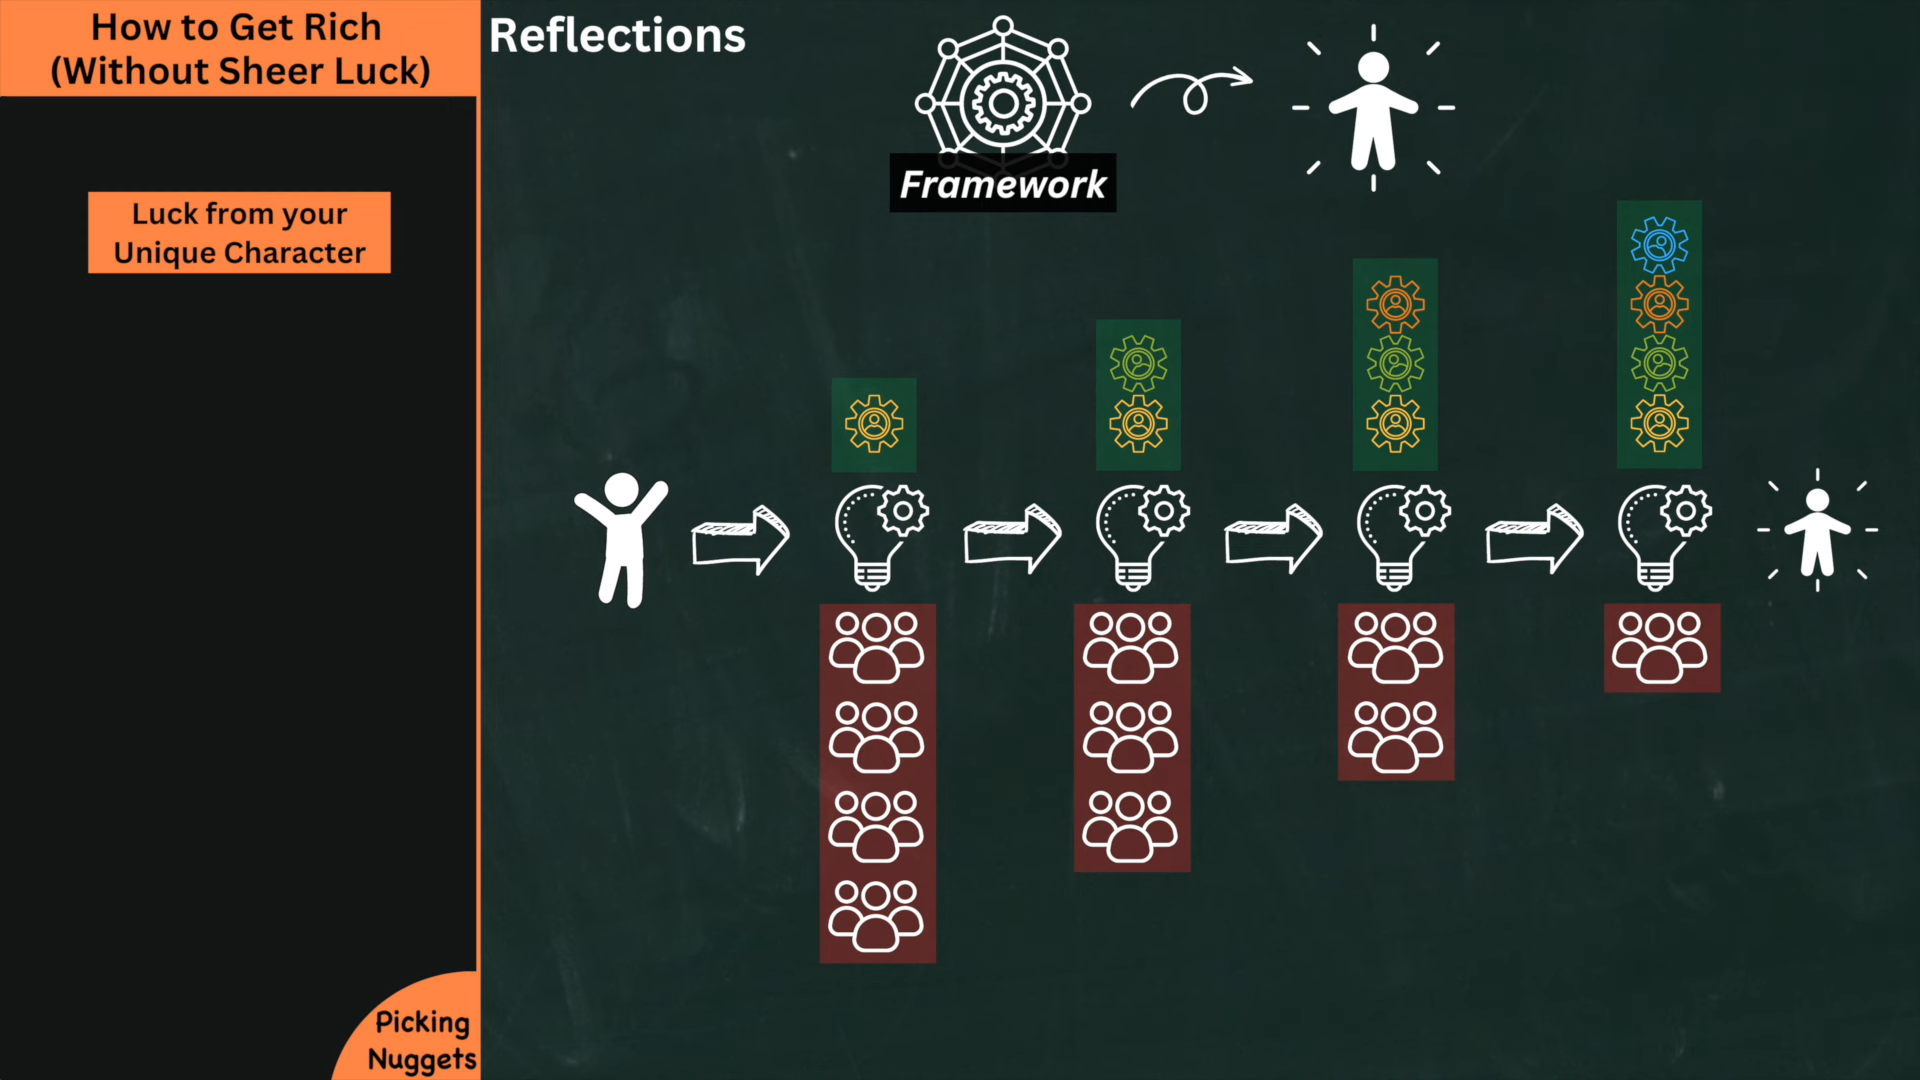 How to Get Rich
(Without Sheer Luck)
Luck from your
Unique Character
Picking
Nuggets
Reflections
Framework